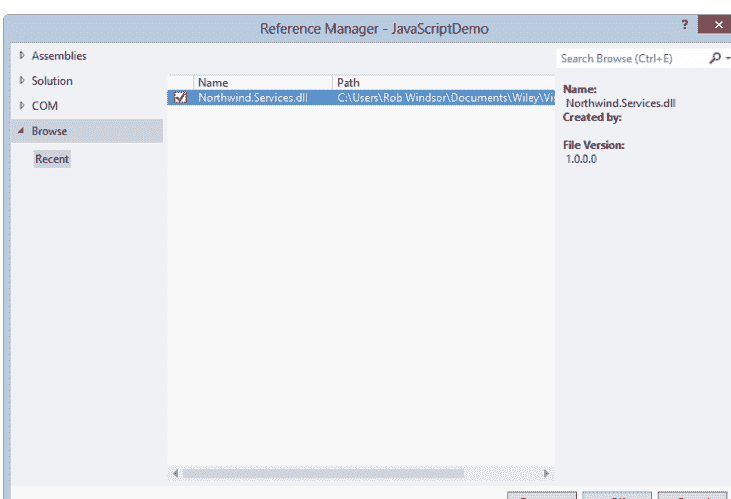 Reference Manager - JavaScriptDemo
?
Assemblies
Solution
COM
Browse
Recent
Name Path
Northwind.Services.dll C:\Users\Rob Windsor\Documents\Wiley\Vis
Search Browse (Ctrl+E)
Name:
Northwind.Services.dll
Created by:
File Version:
1.0.0.0